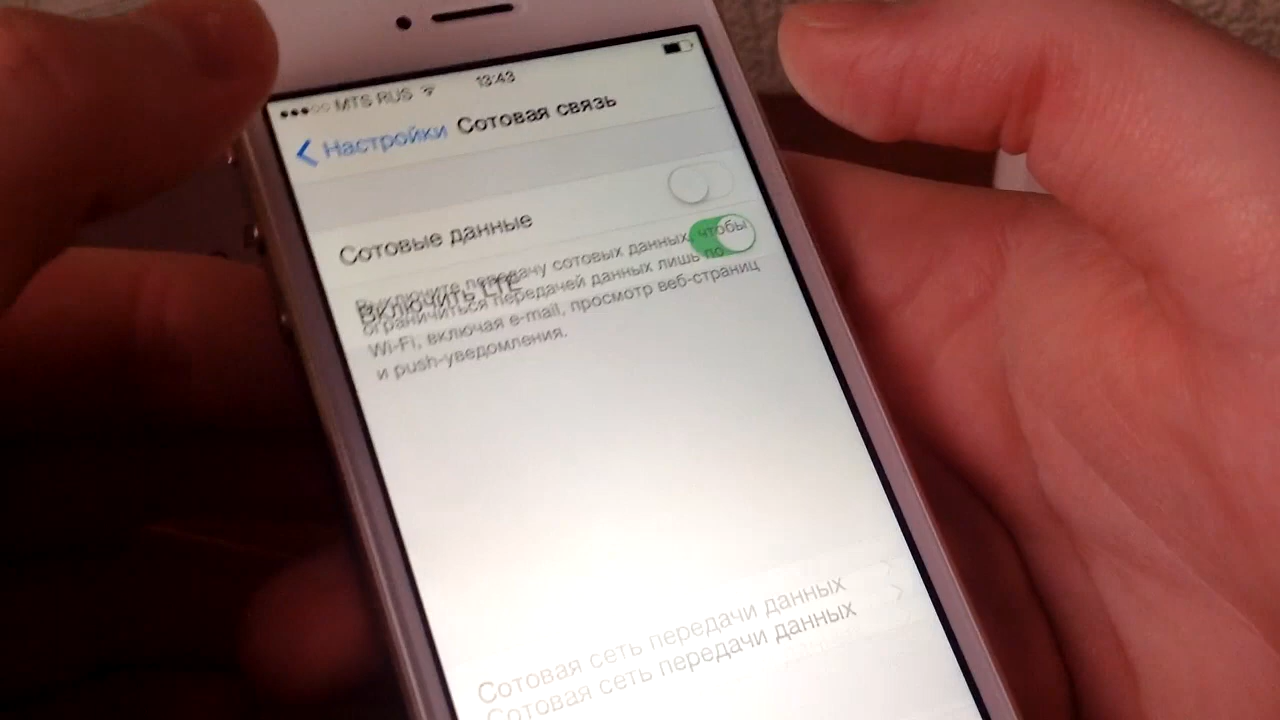 MTS RUS
13:43
Настройки
Сотовая связь
Сотовые данные
Включить LTE
Выключите передачу сотовых данных, чтобы
ограничиться передачей данных лишь по
Wi-Fi, включая e-mail, просмотр веб-страниц
и push-уведомления.
Сотовая сеть передачи данных
Сотовая сеть передачи данных